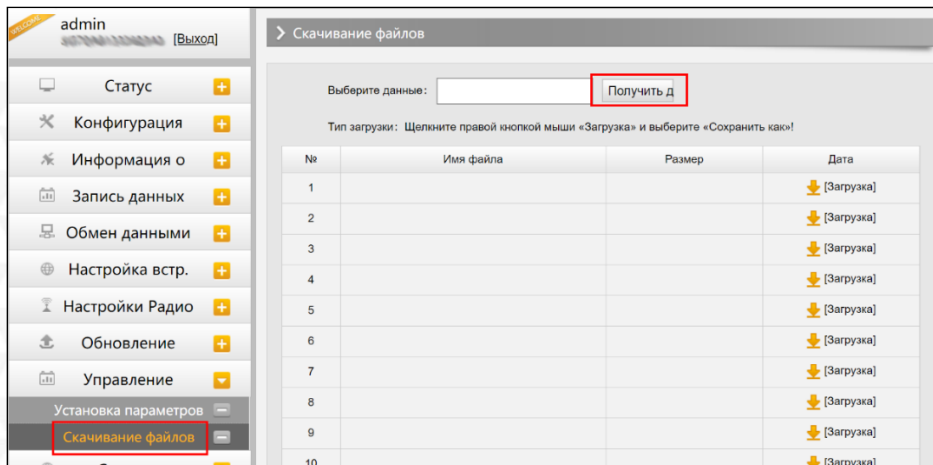 WELCOME
admin
[Выход]
Статус
Конфигурация
Информация о
Запись данных
Обмен данными
Настройка встр.
Настройки Радио
Обновление
Управление
Установка параметров
Скачивание файлов
Скачивание файлов
Выберите данные:
Получить д
Тип загрузки: Щелкните правой кнопкой мыши «Загрузка» и выберите «Сохранить как»!
№ Имя файла Размер Дата
1 [Загрузка]
2 [Загрузка]
3 [Загрузка]
4 [Загрузка]
5 [Загрузка]
6 [Загрузка]
7 [Загрузка]
8 [Загрузка]
9 [Загрузка]
10 [Загрузка]